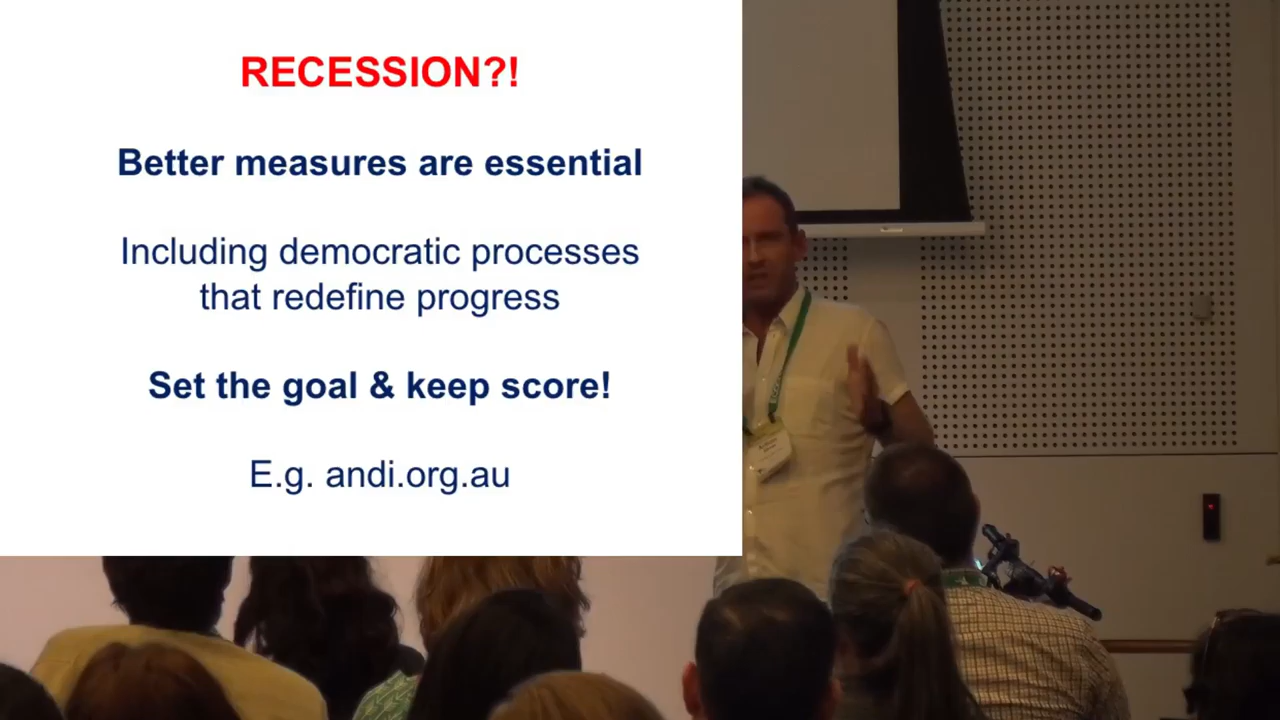 RECESSION?!
Better measures are essential
Including democratic processes
that redefine progress
Set the goal & keep score!
E.g. andi.org.au